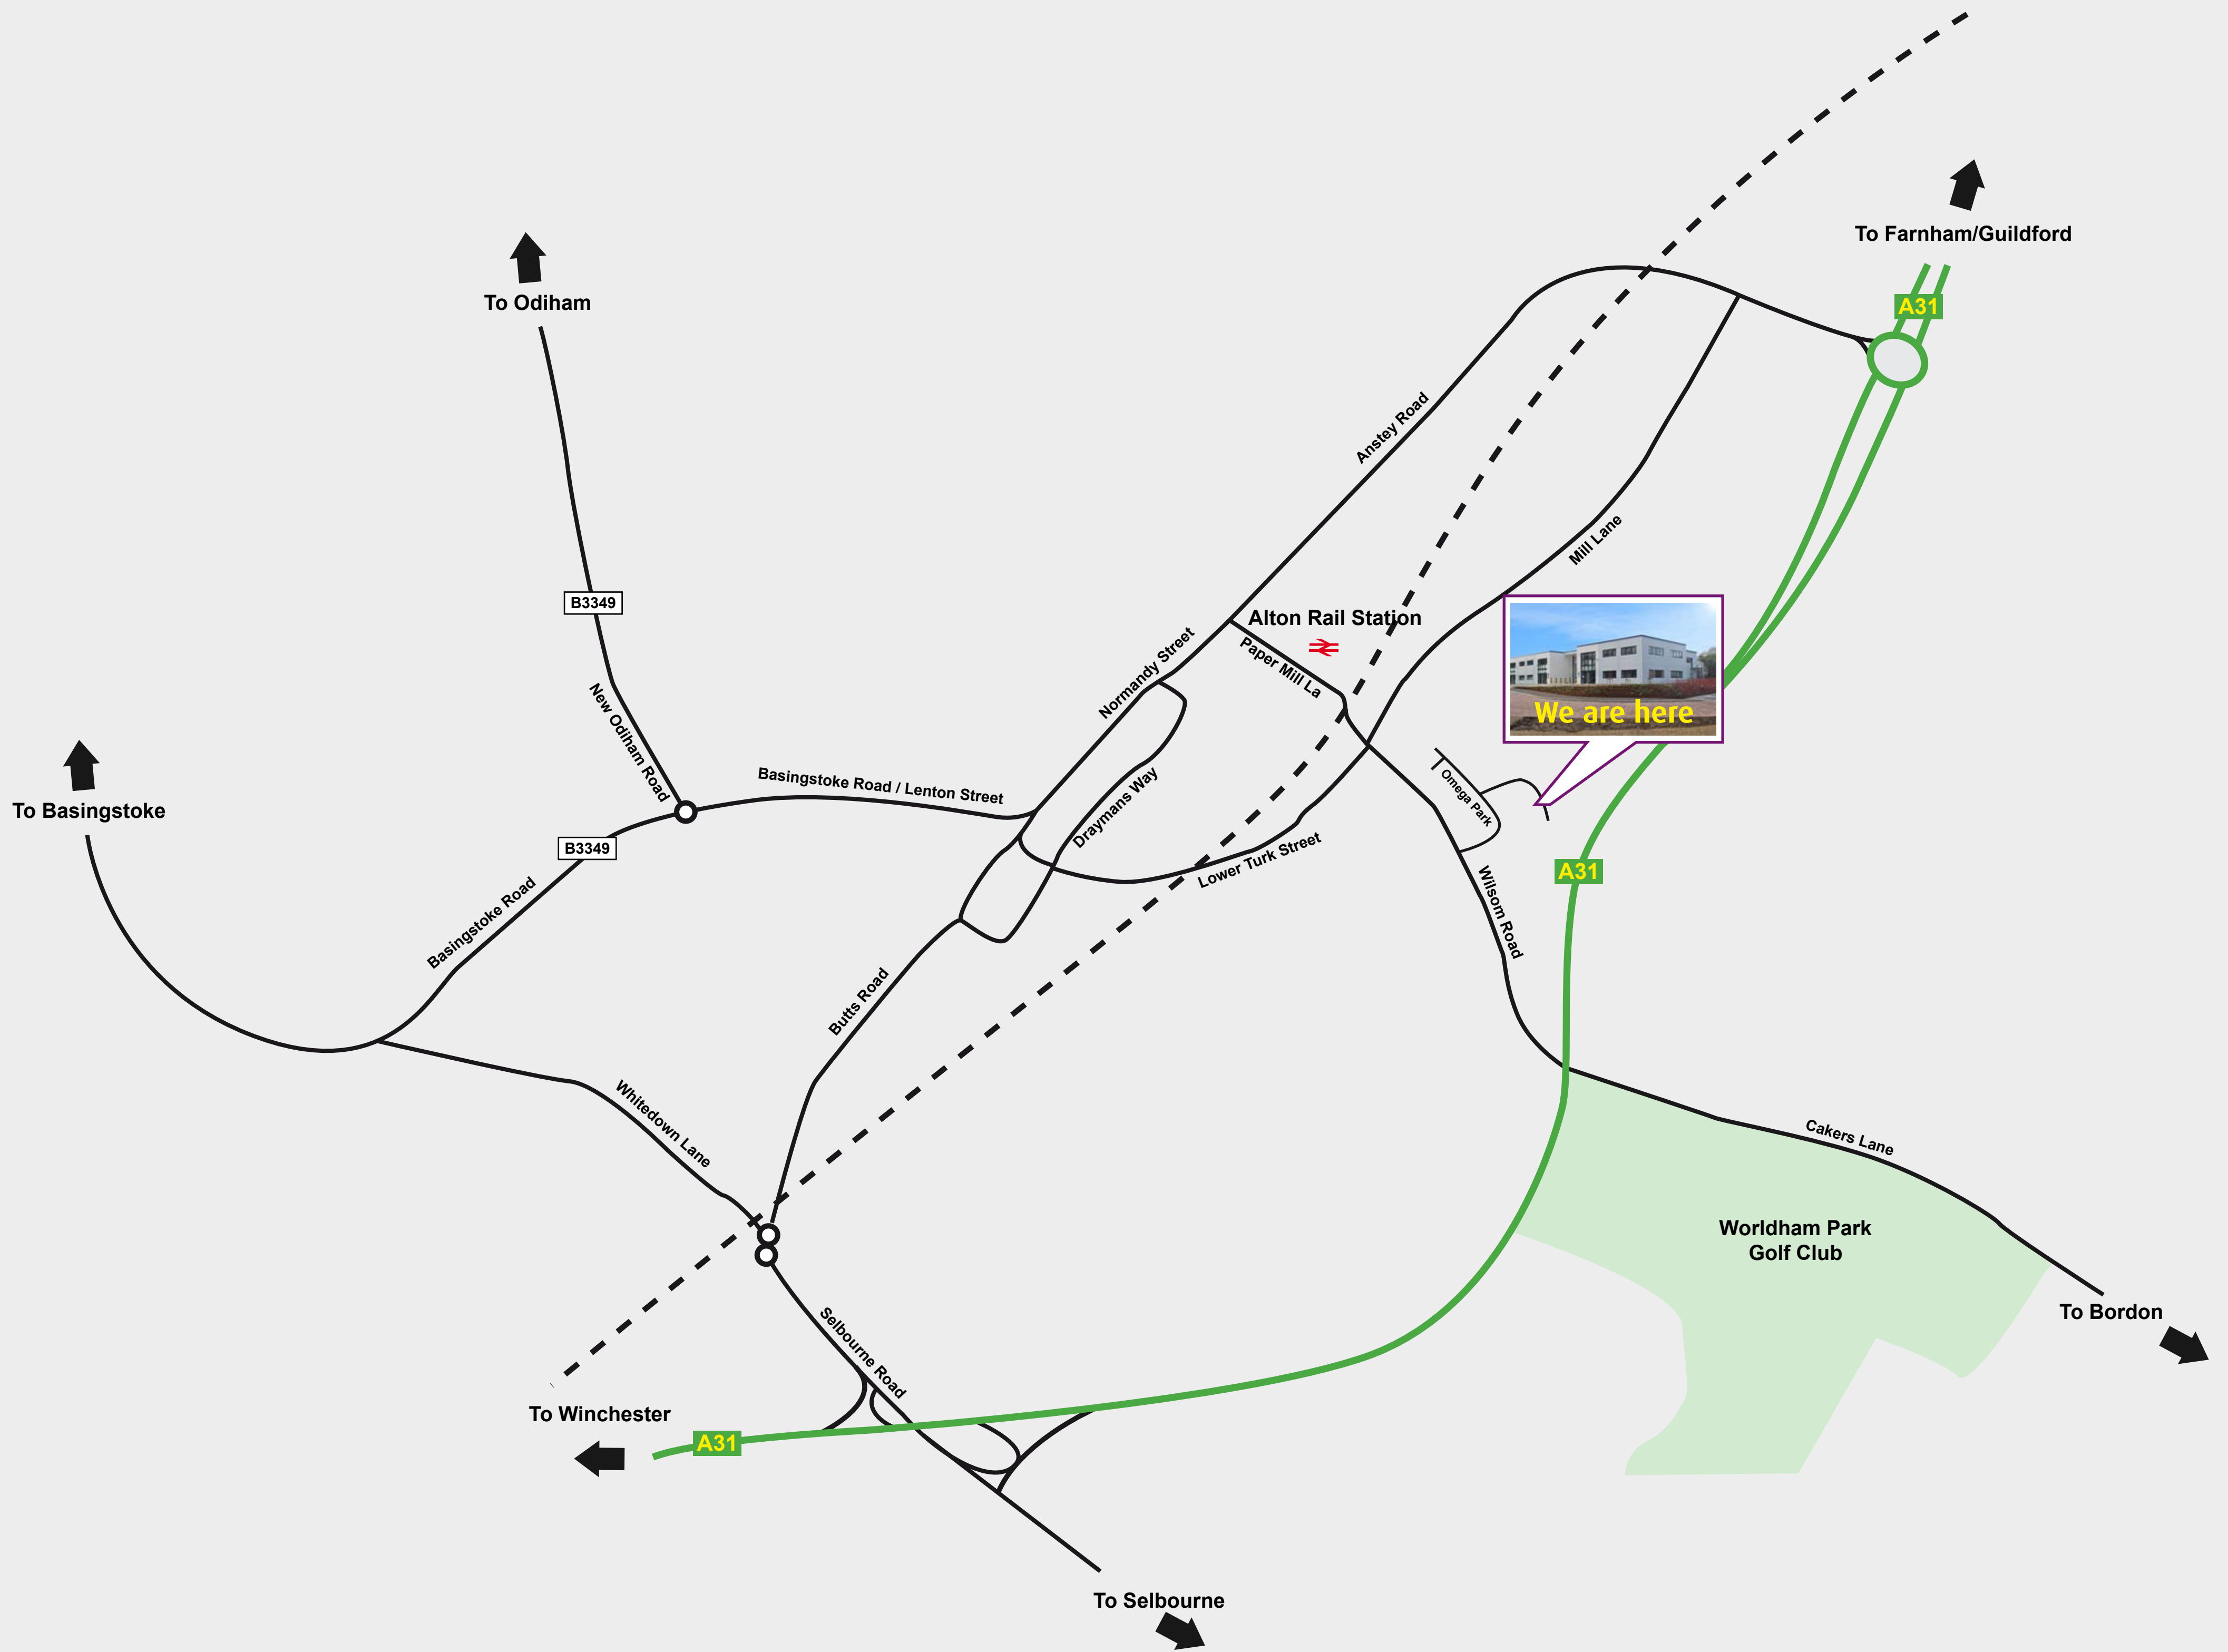 To Farnham/Guildford
To Odiham
A31
Anstey Road
Mill Lane
B3349
Alton Rail Station
Normandy Street
Paper Mill La
New Odiham Road
We are here
Basingstoke Road / Lenton Street
To Basingstoke
Draymans Way
Omega Park
B3349
Lower Turk Street
A31
Basingstoke Road
Wilsom Road
Butts Road
Whitedown Lane
Cakers Lane
Worldham Park
Golf Club
To Bordon
Selbourne Road
To Winchester
A31
To Selbourne